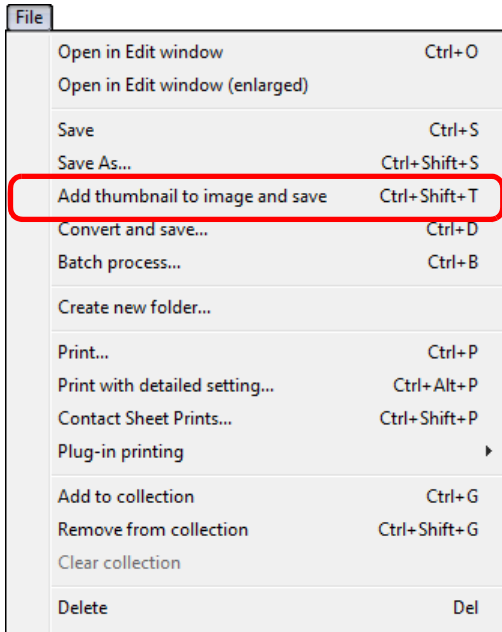 File
Open in Edit window Ctrl+O
Open in Edit window (enlarged)
Save Ctrl+S
Save As... Ctrl+Shift+S
Add thumbnail to image and save Ctrl+Shift+T
Convert and save... Ctrl+D
Batch process... Ctrl+B
Create new folder...
Print... Ctrl+P
Print with detailed setting... Ctrl+Alt+P
Contact Sheet Prints... Ctrl+Shift+P
Plug-in printing
Add to collection Ctrl+G
Remove from collection Ctrl+Shift+G
Clear collection
Delete Del